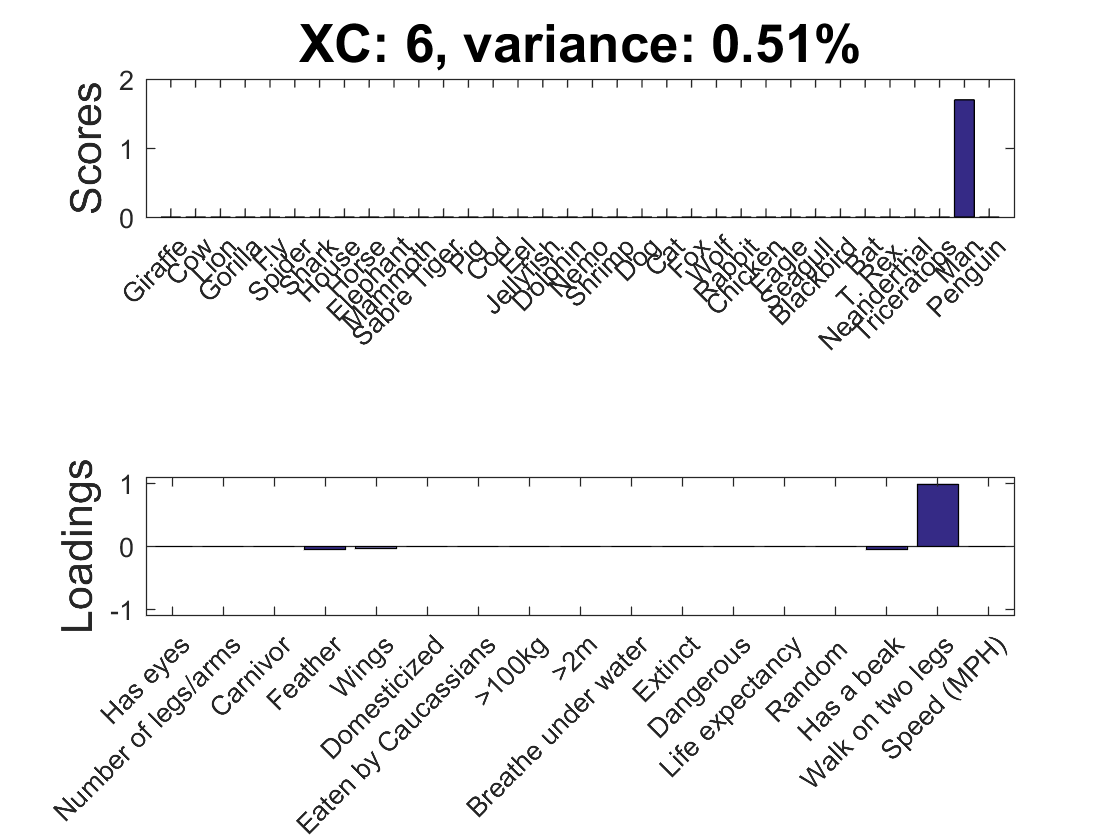 XC: 6, variance: 0.51%
Scores
2
1
0
Giraffe
Cow
Lion
Gorilla
Fly
Spider
Shark
House
Horse
Elephant
Mammoth
Sabre Tiger
Pig
Cod
Eel
Jellyfish
Dolphin
Nemo
Shrimp
Dog
Cat
Fox
Wolf
Rabbit
Chicken
Eagle
Seagull
Blackbird
Bat
T_Rex
Neanderthal
Triceratops
Man
Penguin
Loadings
1
0
-1
Has eyes
Number of legs/arms
Carnivor
Feather
Wings
Domesticized
Eaten by Caucassians
>100kg
>2m
Breathe under water
Extinct
Dangerous
Life expectancy
Random
Has a beak
Walk on two legs
Speed (MPH)